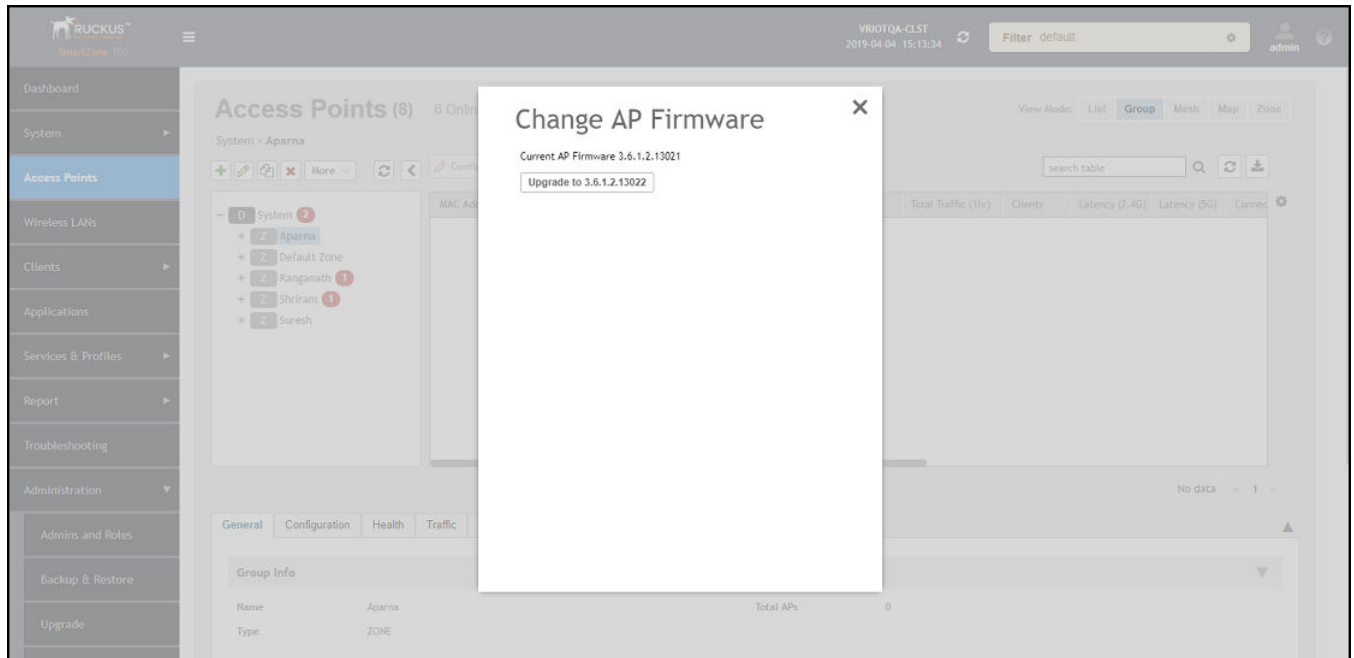 RUCKUS™
SmartZone 100
VRIOTQA-CLST
2019-04-04 15:13:34
Filter default
admin
Dashboard
System
Access Points
Wireless LANs
Clients
Applications
Services & Profiles
Report
Troubleshooting
Administration
Admins and Roles
Backup & Restore
Upgrade
Access Points (8) 6 Onlin
View Mode: List Group Mesh Map Zone
System > Aparna
More
Config
search table
D System 2
Z Aparna
Z Default Zone
Z Ranganath 1
Z Shriram 1
Z Suresh
MAC Add
Total Traffic (1hr) Clients Latency (2.4G) Latency (5G) Connec
Change AP Firmware
Current AP Firmware 3.6.1.2.13021
Upgrade to 3.6.1.2.13022
No data 1
General Configuration Health Traffic
Group Info
Name Aparna Total APs 0
Type ZONE